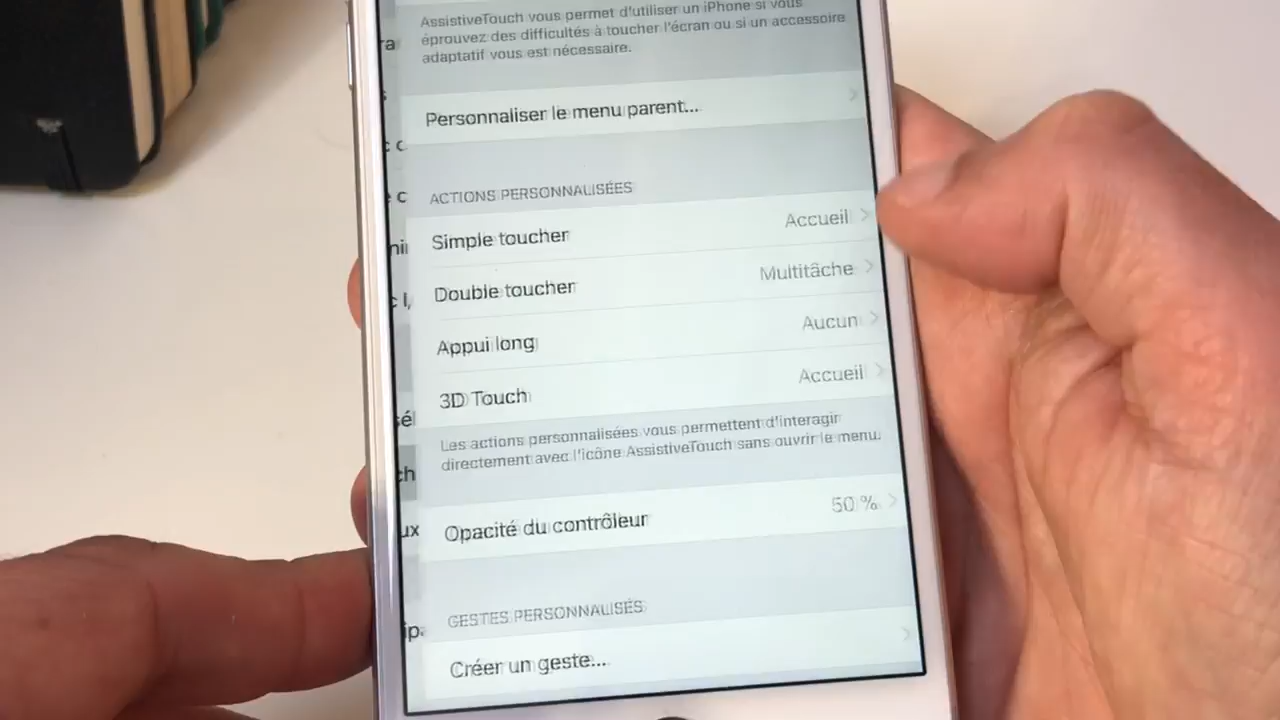 AssistiveTouch vous permet d'utiliser un iPhone si vous
éprouvez des difficultés à toucher l'écran ou si un accessoire
adaptatif vous est nécessaire.
Personnaliser le menu parent...
ACTIONS PERSONNALISÉES
Simple toucher Accueil
Double toucher Multitâche
Appui long Aucun
3D Touch Accueil
Les actions personnalisées vous permettent d'interagir
directement avec l'icône AssistiveTouch sans ouvrir le menu.
Opacité du contrôleur 50 %
GESTES PERSONNALISÉS
Créer un geste...